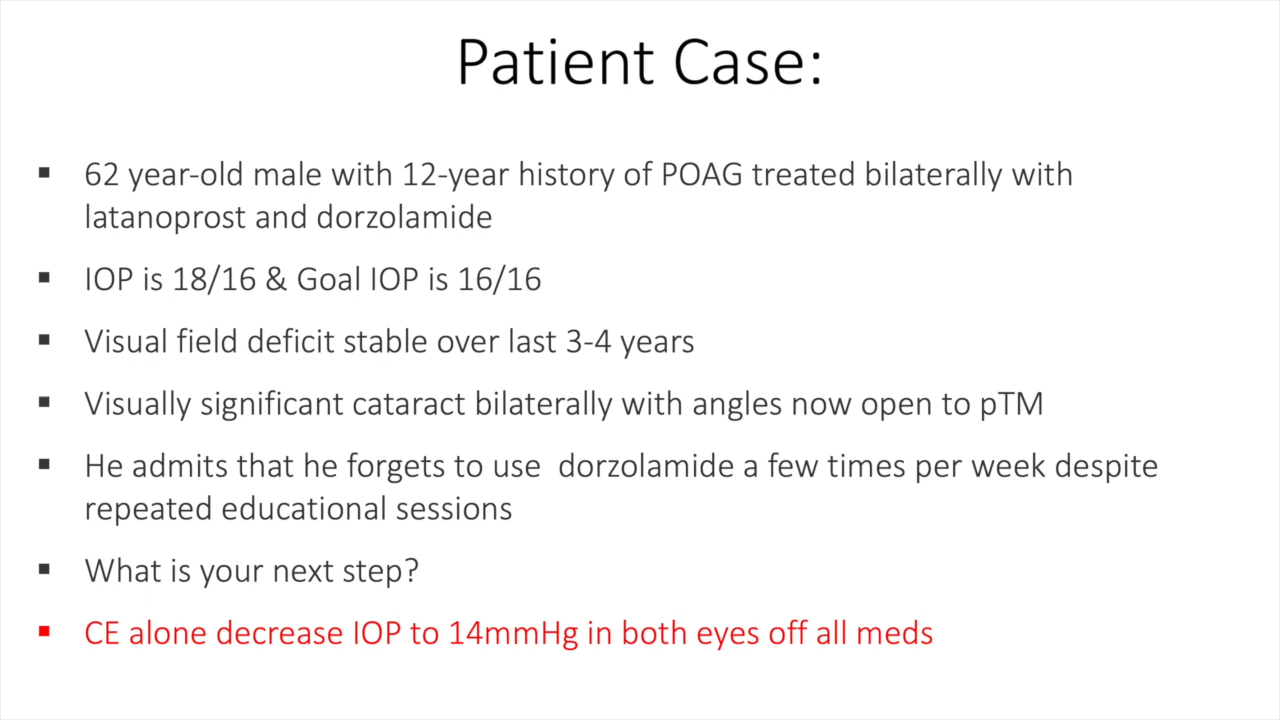 Patient Case:
▪ 62 year-old male with 12-year history of POAG treated bilaterally with
latanoprost and dorzolamide
▪ IOP is 18/16 & Goal IOP is 16/16
▪ Visual field deficit stable over last 3-4 years
▪ Visually significant cataract bilaterally with angles now open to pTM
▪ He admits that he forgets to use  dorzolamide a few times per week despite
repeated educational sessions
▪ What is your next step?
▪ CE alone decrease IOP to 14mmHg in both eyes off all meds